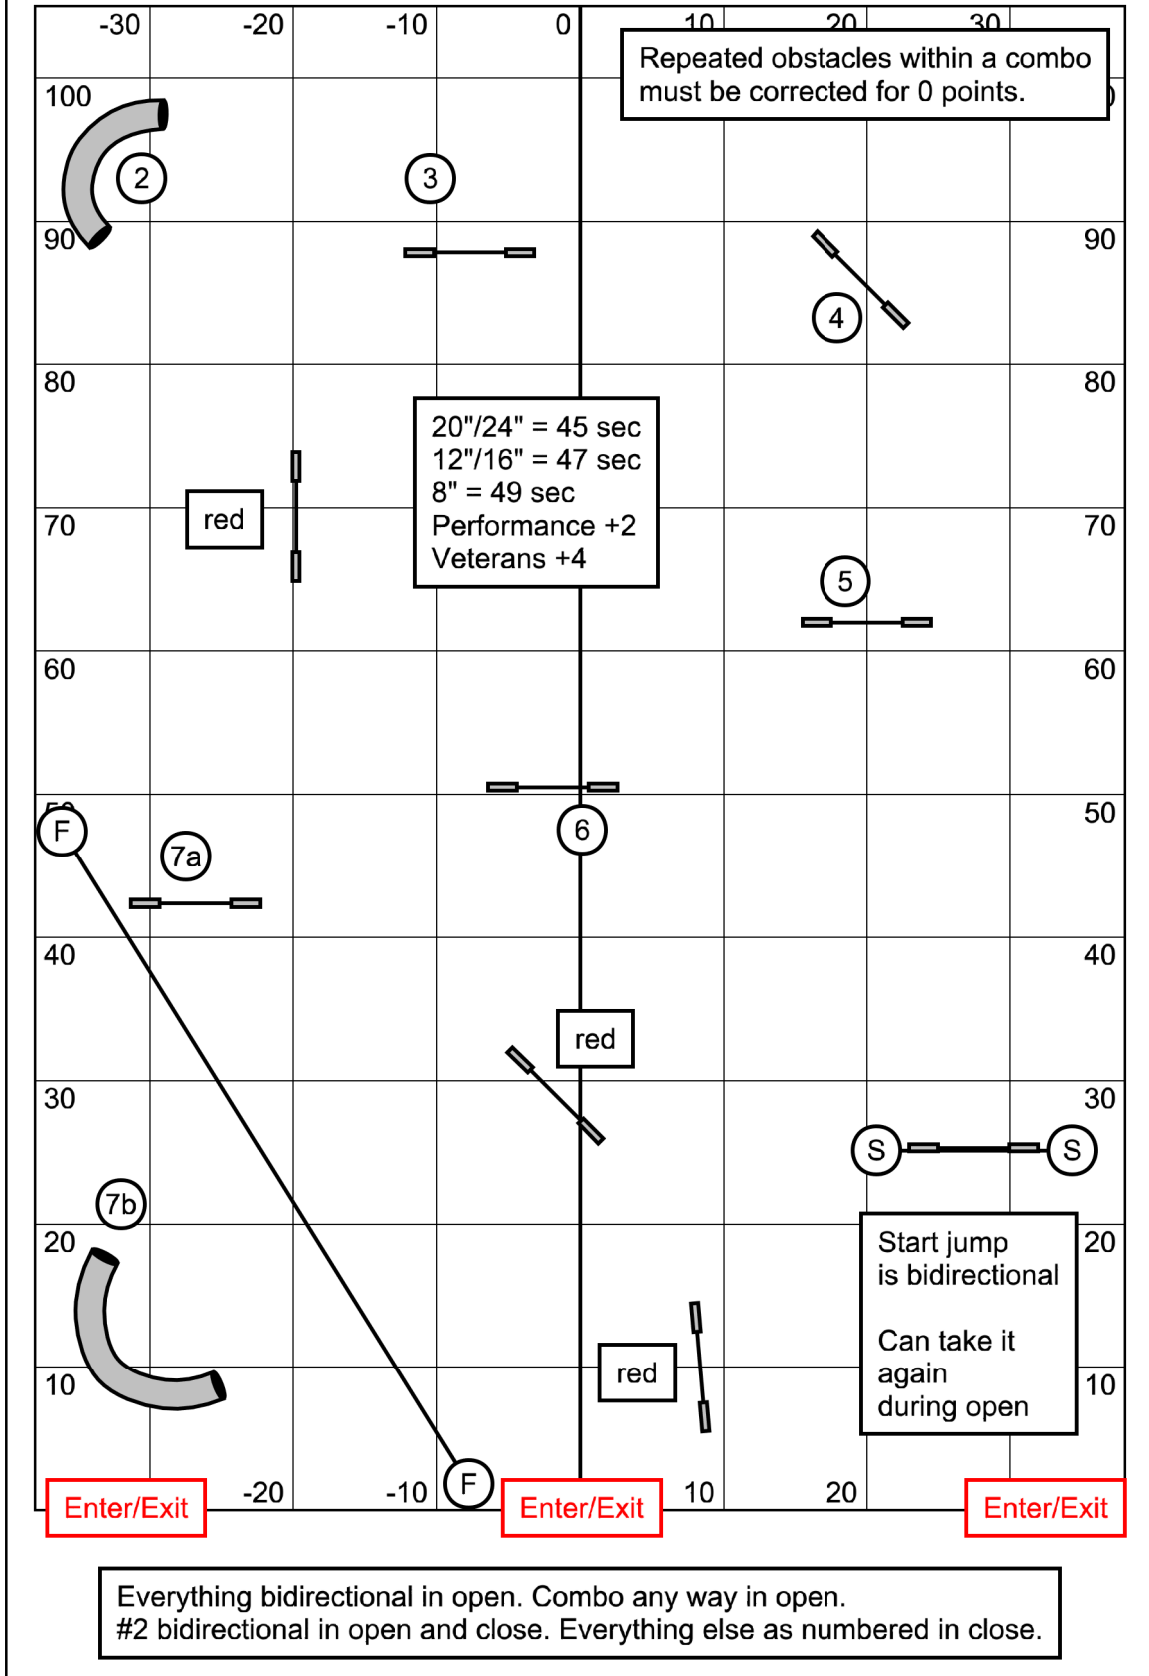 -30 -20 -10 0 10 20 30
Repeated obstacles within a combo
must be corrected for 0 points.
100
2 3
90 90
4
80 80
20"/24" = 45 sec
12"/16" = 47 sec
8" = 49 sec
Performance +2
Veterans +4
red
70 70
5
60 60
50 50
F 6
7a
40 40
red
30 30
S S
7b
20 20
Start jump
is bidirectional
Can take it
again
during open
red
10 10
F
-20 -10 10 20
Enter/Exit Enter/Exit Enter/Exit
Everything bidirectional in open. Combo any way in open.
#2 bidirectional in open and close. Everything else as numbered in close.